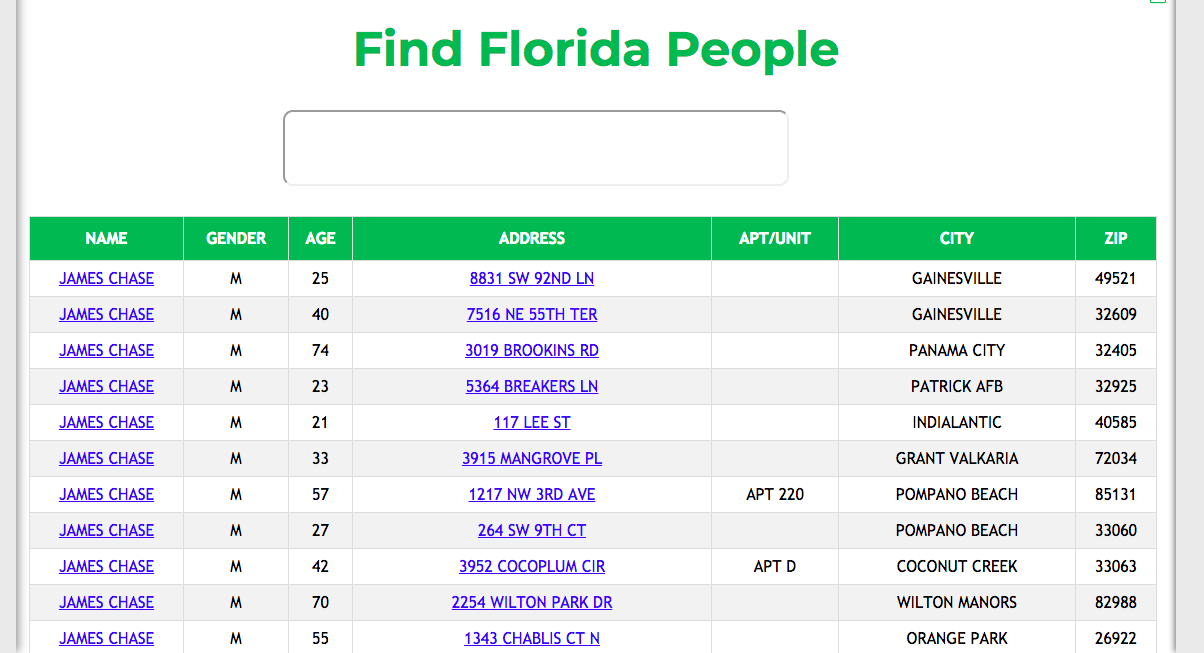 Find Florida People
NAME GENDER AGE ADDRESS APT/UNIT CITY ZIP
JAMES CHASE M 25 8831 SW 92ND LN GAINESVILLE 49521
JAMES CHASE M 40 7516 NE 55TH TER GAINESVILLE 32609
JAMES CHASE M 74 3019 BROOKINS RD PANAMA CITY 32405
JAMES CHASE M 23 5364 BREAKERS LN PATRICK AFB 32925
JAMES CHASE M 21 117 LEE ST INDIALANTIC 40585
JAMES CHASE M 33 3915 MANGROVE PL GRANT VALKARIA 72034
JAMES CHASE M 57 1217 NW 3RD AVE APT 220 POMPANO BEACH 85131
JAMES CHASE M 27 264 SW 9TH CT POMPANO BEACH 33060
JAMES CHASE M 42 3952 COCOPLUM CIR APT D COCONUT CREEK 33063
JAMES CHASE M 70 2254 WILTON PARK DR WILTON MANORS 82988
JAMES CHASE M 55 1343 CHABLIS CT N ORANGE PARK 26922